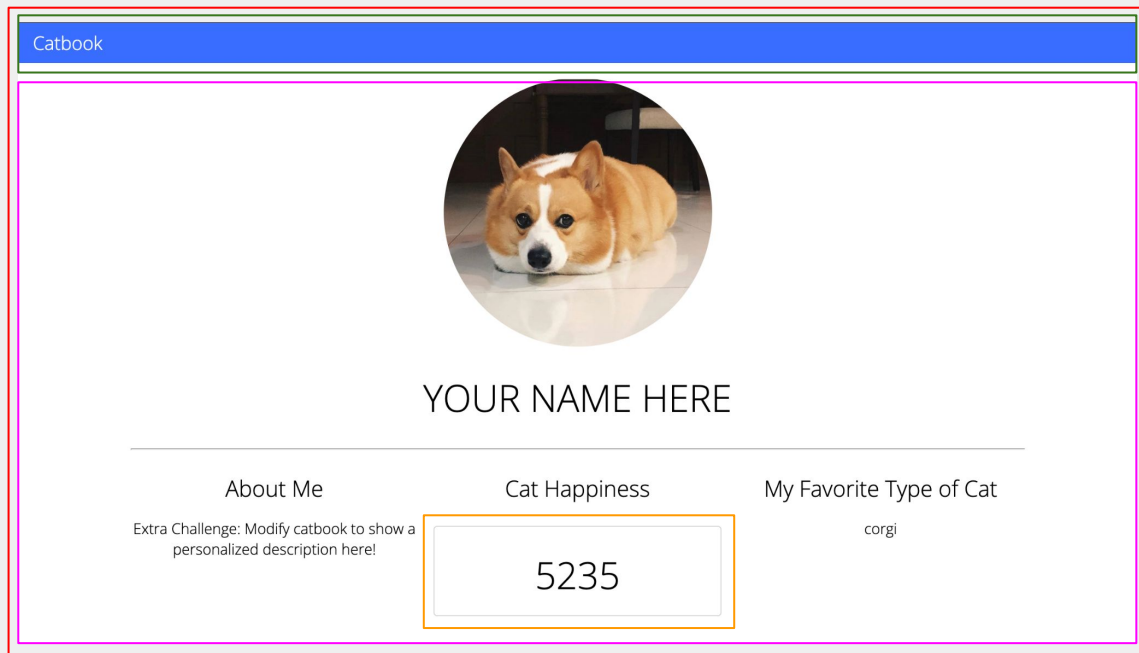 Catbook
YOUR NAME HERE
About Me
Extra Challenge: Modify catbook to show a
personalized description here!
Cat Happiness
5235
My Favorite Type of Cat
corgi